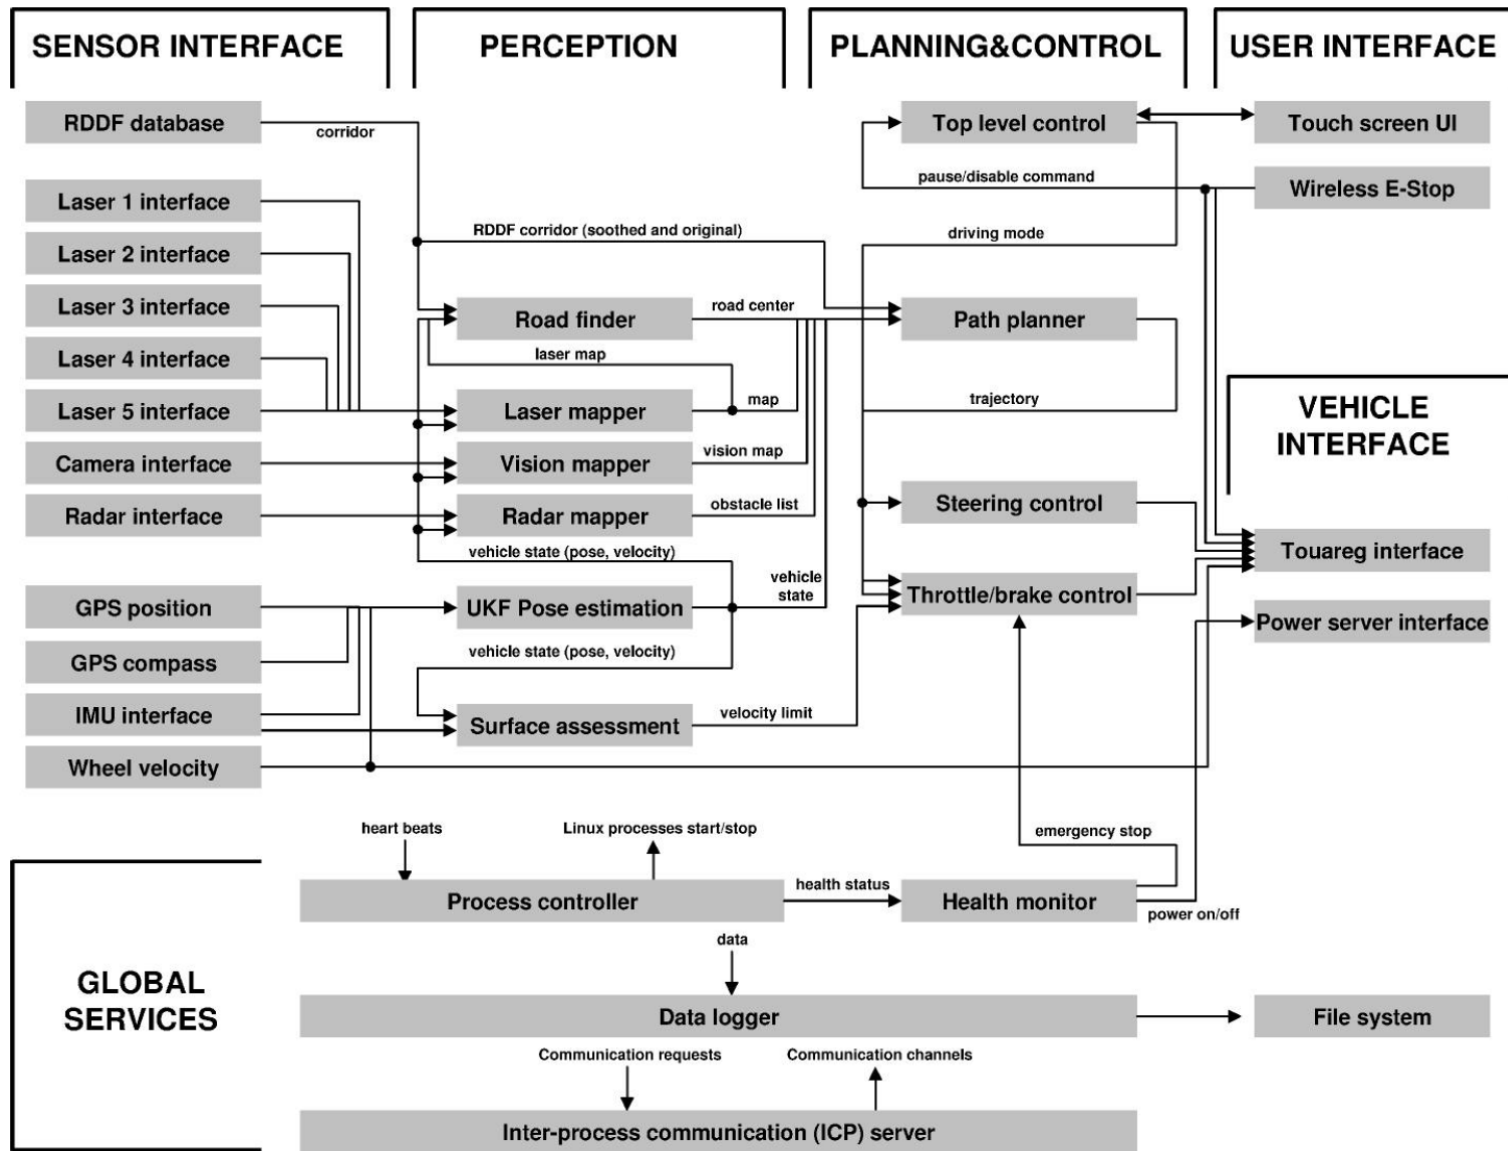 SENSOR INTERFACE
PERCEPTION
PLANNING&CONTROL
USER INTERFACE
RDDF database
corridor
Top level control
Touch screen UI
pause/disable command
Wireless E-Stop
Laser 1 interface
RDDF corridor (soothed and original)
driving mode
Laser 2 interface
Laser 3 interface
Road finder
road center
Path planner
Laser 4 interface
laser map
Laser 5 interface
Laser mapper
map
trajectory
VEHICLE
INTERFACE
Camera interface
Vision mapper
vision map
Radar interface
Radar mapper
obstacle list
Steering control
vehicle state (pose, velocity)
Touareg interface
GPS position
UKF Pose estimation
vehicle
state
Throttle/brake control
Power server interface
GPS compass
vehicle state (pose, velocity)
IMU interface
Surface assessment
velocity limit
Wheel velocity
heart beats
Linux processes start/stop
emergency stop
Process controller
health status
Health monitor
power on/off
data
GLOBAL
SERVICES
Data logger
File system
Communication requests
Communication channels
Inter-process communication (ICP) server